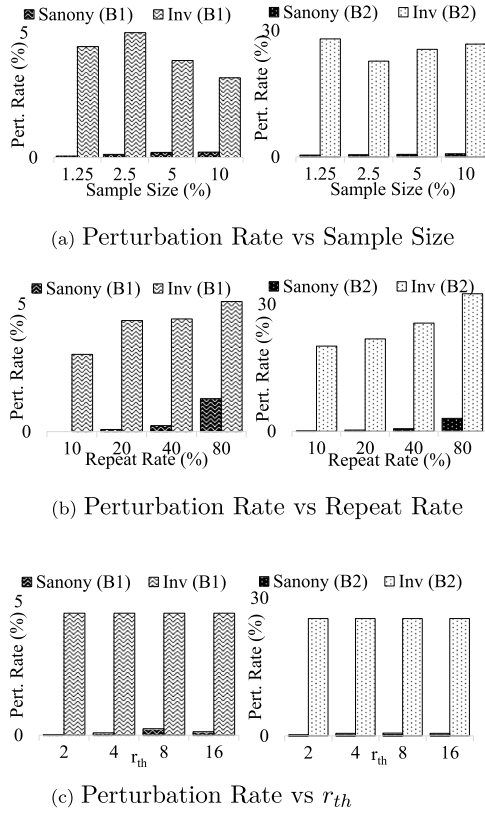 Sanony (B1) Inv (B1)
5
Pert. Rate (%)
0
1.25 2.5 5 10
Sample Size (%)
Sanony (B2) Inv (B2)
30
Pert. Rate (%)
0
1.25 2.5 5 10
Sample Size (%)
(a) Perturbation Rate vs Sample Size
Sanony (B1) Inv (B1)
5
Pert. Rate (%)
0
10 20 40 80
Repeat Rate (%)
Sanony (B2) Inv (B2)
30
Pert. Rate (%)
0
10 20 40 80
Repeat Rate (%)
(b) Perturbation Rate vs Repeat Rate
Sanony (B1) Inv (B1)
5
Pert. Rate (%)
0
2 4 8 16
r_th
Sanony (B2) Inv (B2)
30
Pert. Rate (%)
0
2 4 8 16
r_th
(c) Perturbation Rate vs r_th